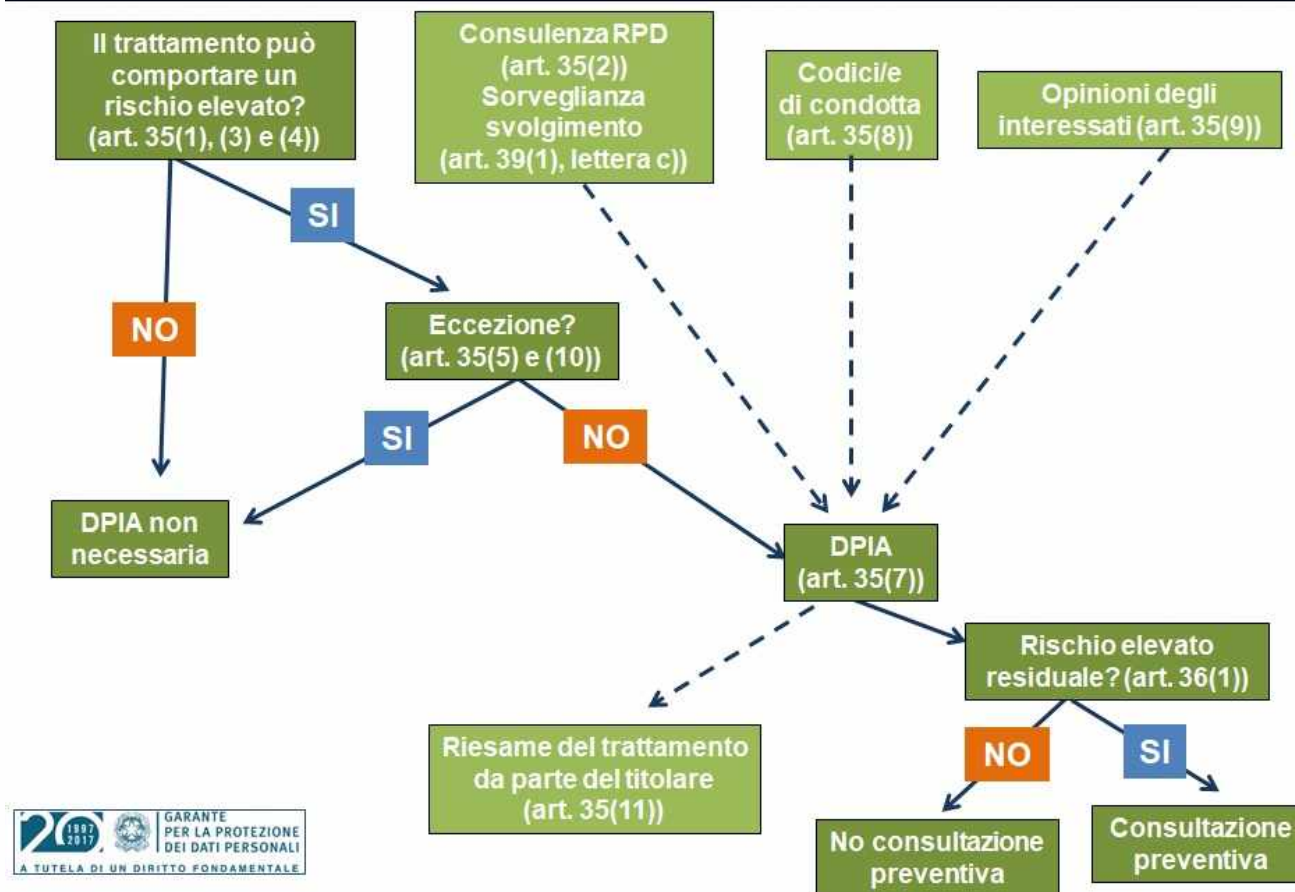 Il trattamento può
comportare un
rischio elevato?
(art. 35(1), (3) e (4))
Consulenza RPD
(art. 35(2))
Sorveglianza
svolgimento
(art. 39(1), lettera c))
Codici/e
di condotta
(art. 35(8))
Opinioni degli
interessati (art. 35(9))
SI
NO
Eccezione?
(art. 35(5) e (10))
SI
NO
DPIA non
necessaria
DPIA
(art. 35(7))
Rischio elevato
residuale? (art. 36(1))
Riesame del trattamento
da parte del titolare
(art. 35(11))
NO
SI
No consultazione
preventiva
Consultazione
preventiva
20
1997
2017
GARANTE
PER LA PROTEZIONE
DEI DATI PERSONALI
A TUTELA DI UN DIRITTO FONDAMENTALE